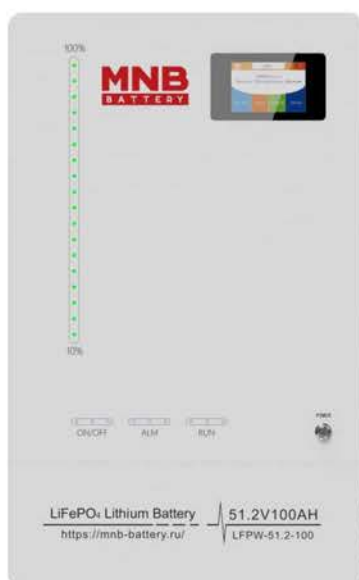 100%
MNB
BATTERY
10%
ON/OFF
ALM
RUN
POWER
LiFePO₄ Lithium Battery
51.2V100AH
https://mnb-battery.ru/
LFPW-51.2-100